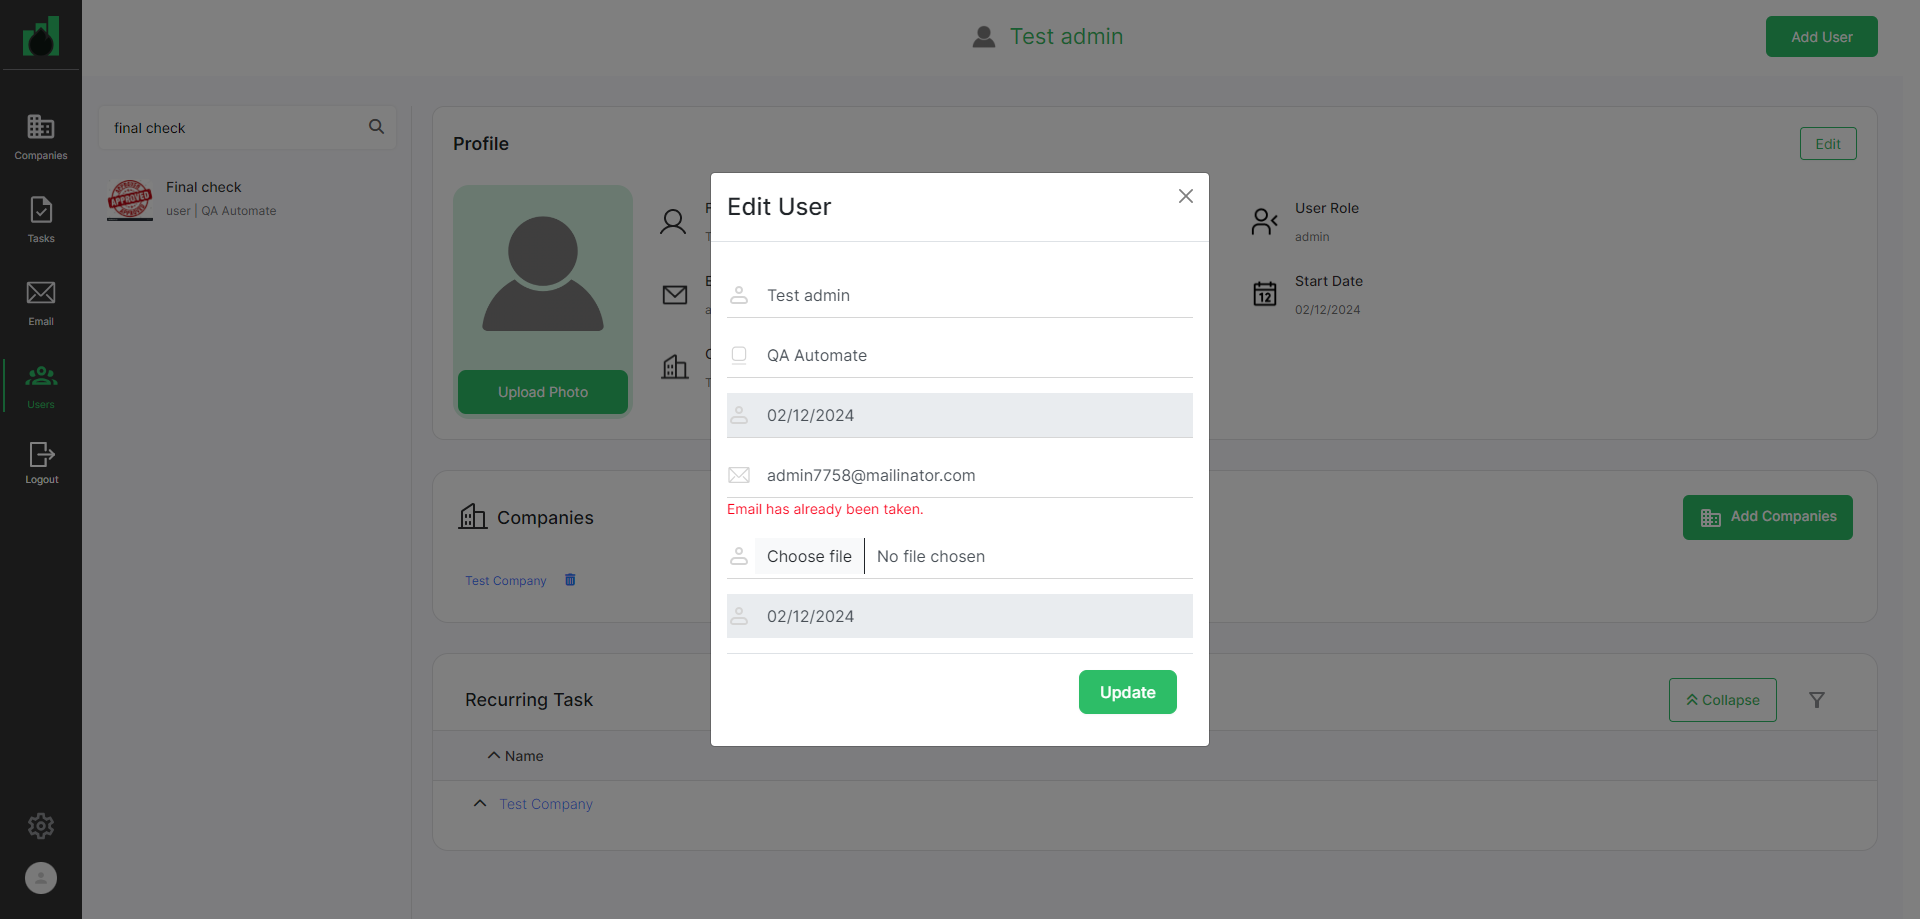 Test admin
Add User
Companies
Tasks
Email
Users
Logout
final check
APPROVED
Final check
user | QA Automate
Profile
Edit
Upload Photo
User Role
admin
12
Start Date
02/12/2024
Edit User
Test admin
QA Automate
02/12/2024
admin7758@mailinator.com
Email has already been taken.
Choose file No file chosen
02/12/2024
Update
Companies
Add Companies
Test Company
Recurring Task
Collapse
Name
Test Company